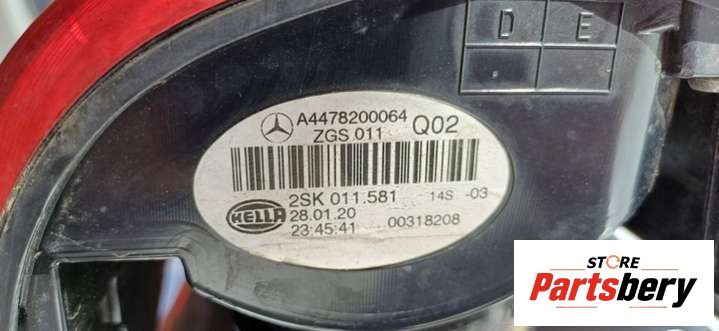 D E
A4478200064
ZGS 011 Q02
2SK 011.581 14S -03
HELLA 28.01.20
23:45:41 00318208
STORE
Partsbery